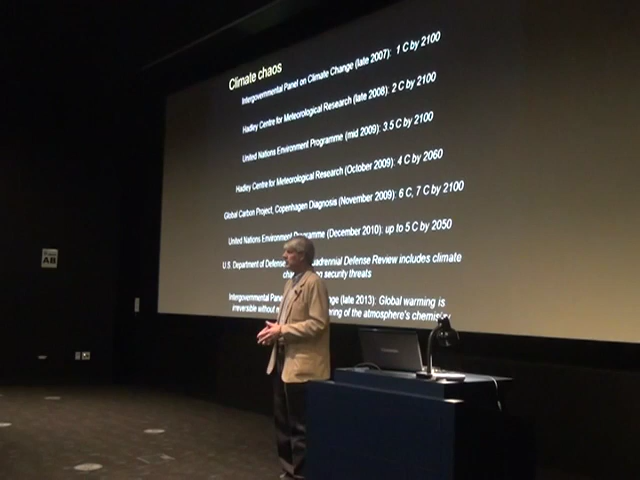 Climate chaos
Intergovernmental Panel on Climate Change (late 2007): 1 C by 2100
Hadley Centre for Meteorological Research (late 2008): 2 C by 2100
United Nations Environment Programme (mid 2009): 3.5 C by 2100
Hadley Centre for Meteorological Research (October 2009): 4 C by 2060
Global Carbon Project, Copenhagen Diagnosis (November 2009): 6 C, 7 C by 2100
United Nations Environment Programme (December 2010): up to 5 C by 2050
U.S. Department of Defense Quadrennial Defense Review includes climate
security threats
Intergovernmental (late 2013): Global warming is
irreversible without of the atmosphere's chemistry
AB